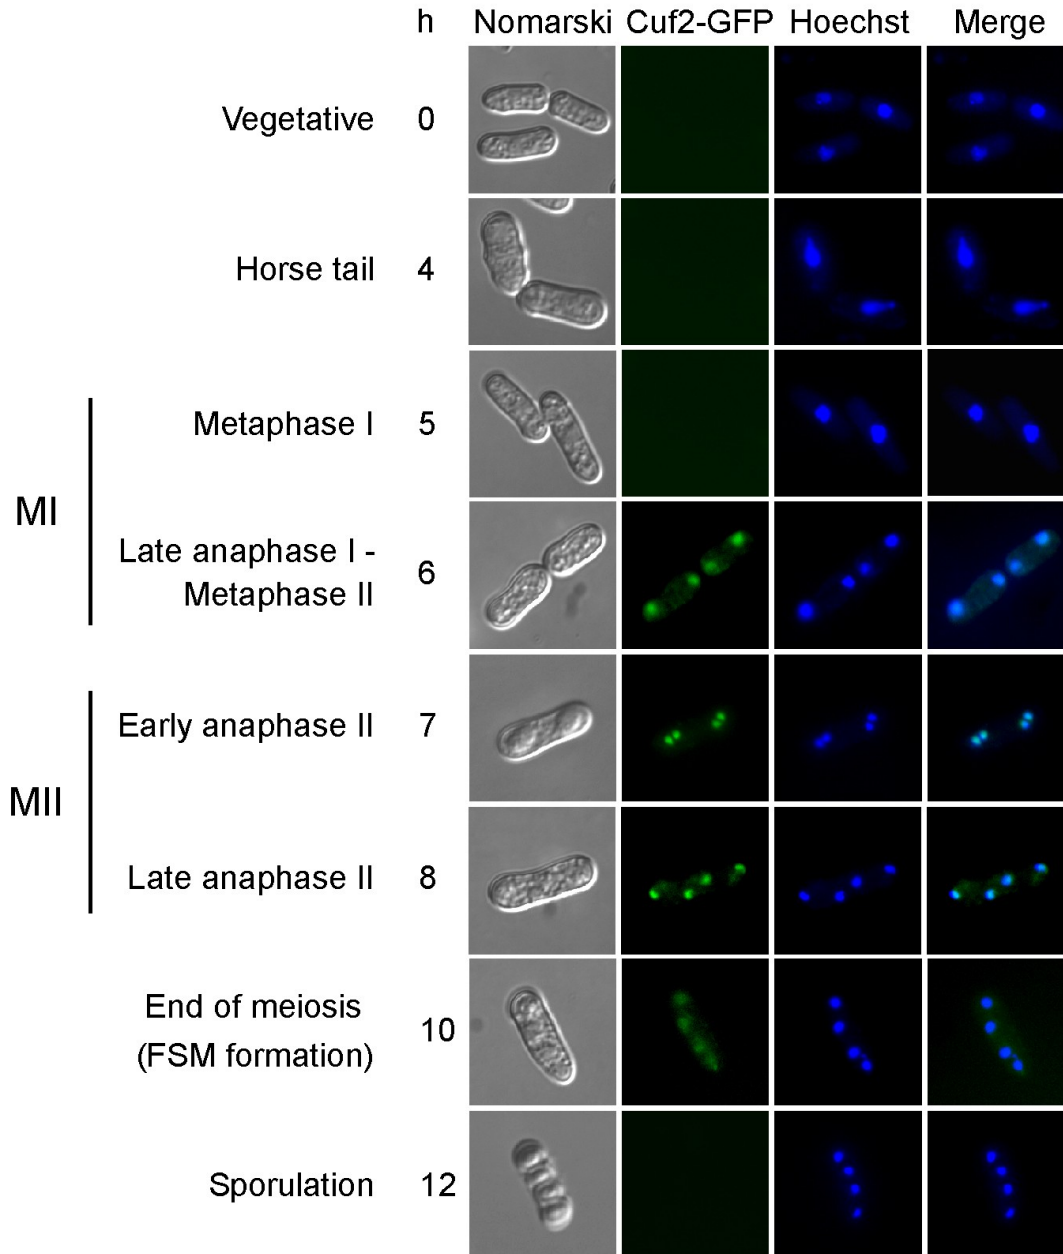 h Nomarski Cuf2-GFP Hoechst Merge
Vegetative 0
Horse tail 4
MI
Metaphase I 5
Late anaphase I -
Metaphase II 6
MII
Early anaphase II 7
Late anaphase II 8
End of meiosis
(FSM formation) 10
Sporulation 12